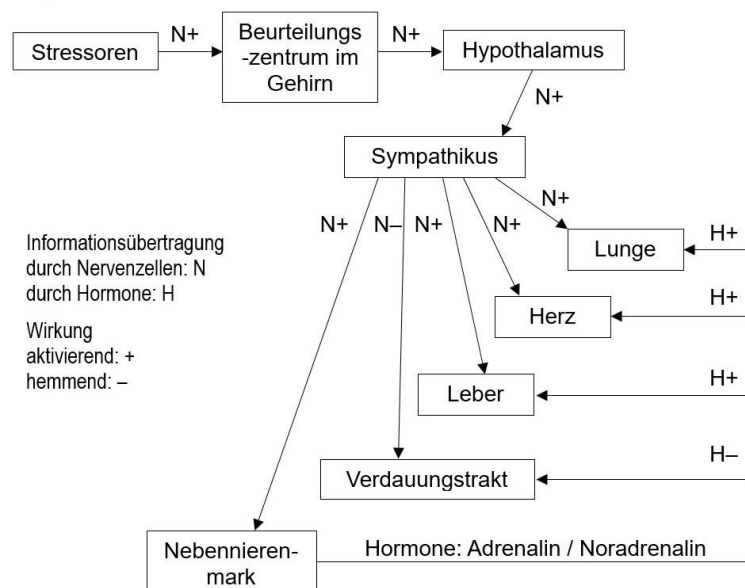 Stressoren
N+
Beurteilungs
-zentrum im
Gehirn
N+
Hypothalamus
N+
Sympathikus
N+
N–
N+
N+
N+
Informationsübertragung
durch Nervenzellen: N
durch Hormone: H
Wirkung
aktivierend: +
hemmend: –
Lunge
H+
Herz
H+
Leber
H+
Verdauungstrakt
H–
Nebennieren-
mark
Hormone: Adrenalin / Noradrenalin